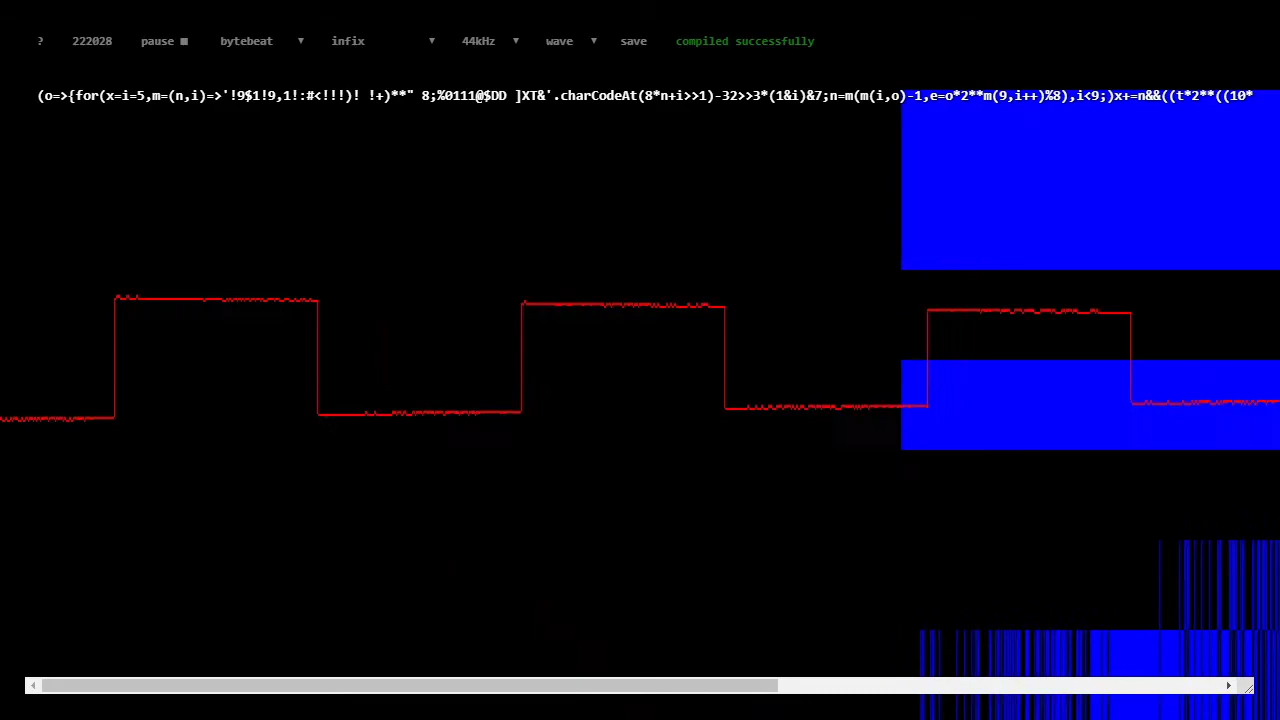 ? 222028 pause ■ bytebeat ▼ infix ▼ 44kHz ▼ wave ▼ save compiled successfully
(o=>{for(x=i=5,m=(n,i)=>'!9$1!9,1!:#<!!!)! !+)**" 8;%0111@$DD ]XT&'.charCodeAt(8*n+i>>1)-32>>3*(1&i)&7;n=m(m(i,o)-1,e=o*2**m(9,i++)%8),i<9;)x+=n&&((t*2**((10*